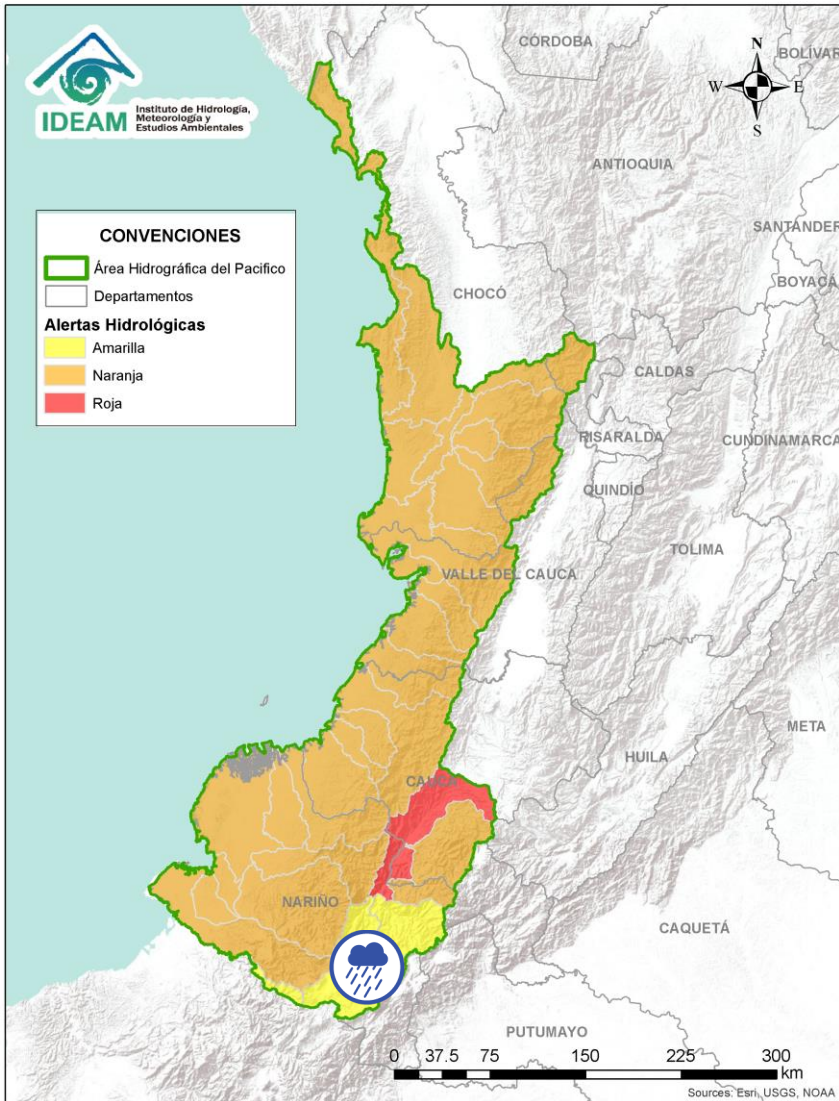 IDEAM
Instituto de Hidrología,
Meteorología y
Estudios Ambientales
CÓRDOBA
BOLÍVAR
N
W
E
S
ANTIOQUIA
SANTANDER
BOYACÁ
CONVENCIONES
Área Hidrográfica del Pacifico
Departamentos
Alertas Hidrológicas
Amarilla
Naranja
Roja
CHOCÓ
CALDAS
RISARALDA
CUNDINAMARCA
QUINDÍO
TOLIMA
VALLE DEL CAUCA
META
HUILA
CAUCA
NARIÑO
CAQUETÁ
PUTUMAYO
0 37.5 75 150 225 300
km
Sources: Esri, USGS, NOAA